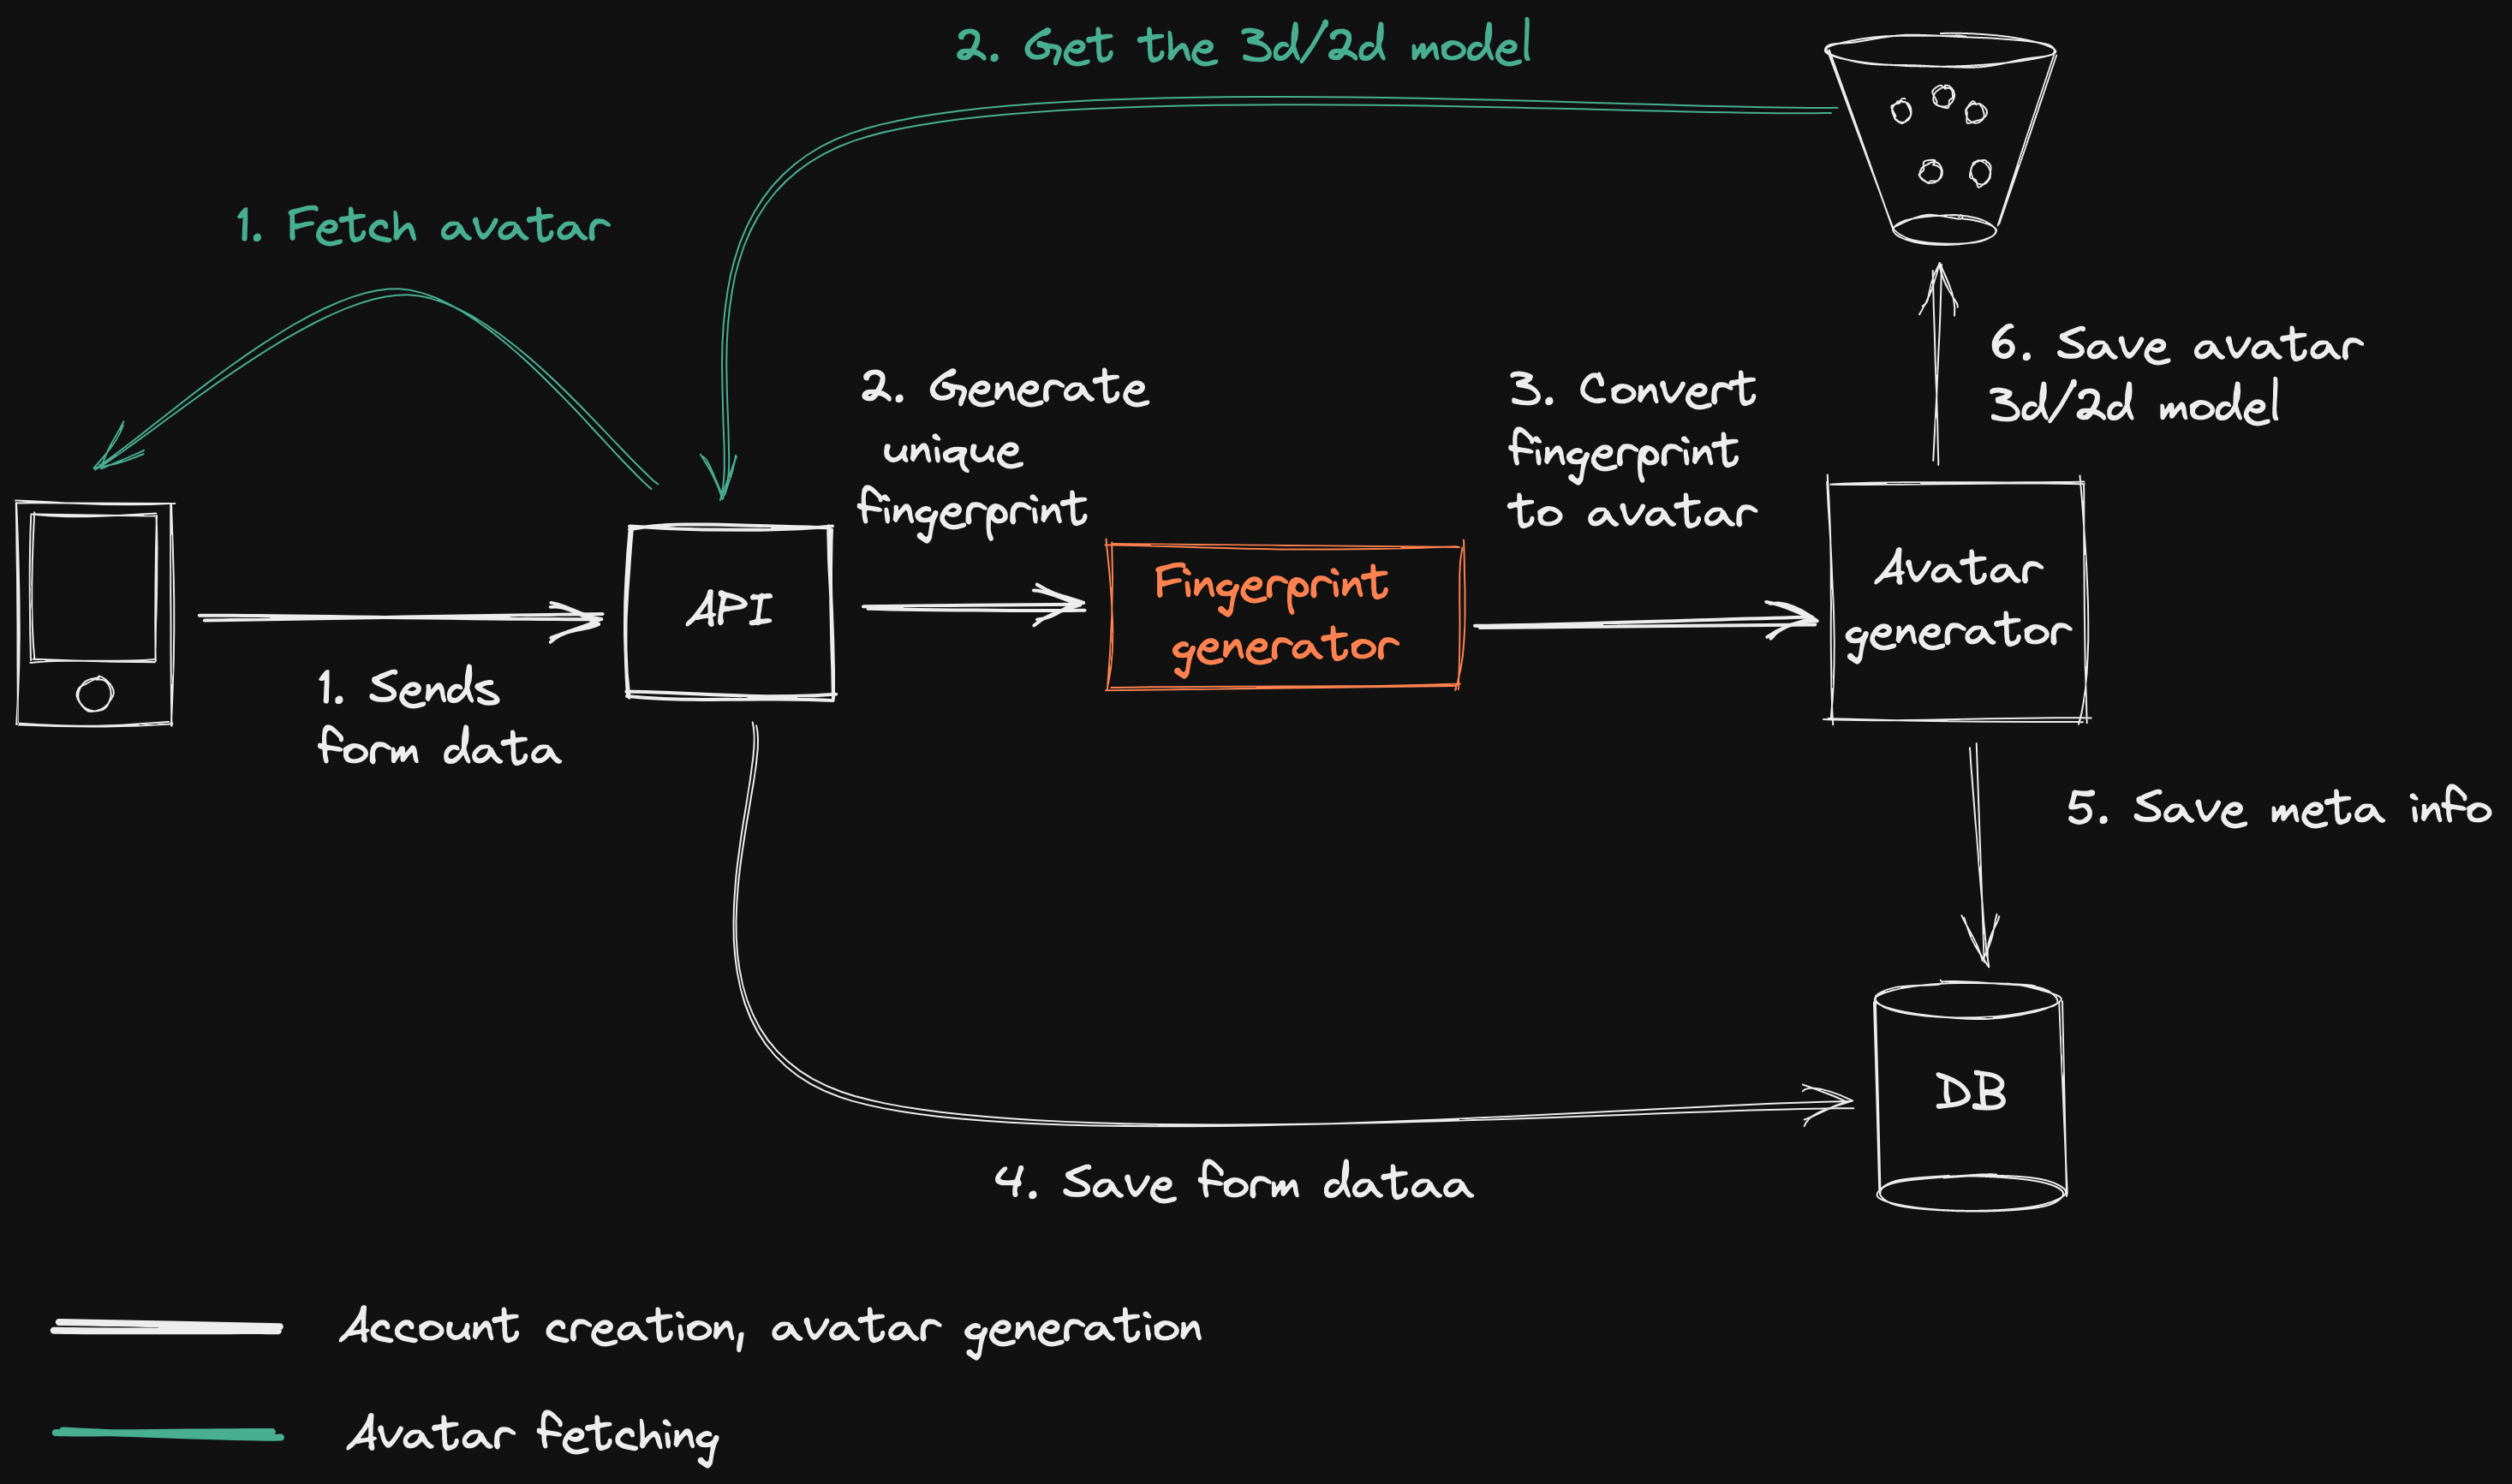 2. Get the 3d/2d model
1. Fetch avatar
2. Generate
unique
fingerprint
3. Convert
fingerprint
to avatar
6. Save avatar
3d/2d model
API
Fingerprint
generator
Avatar
generator
1. Sends
form data
5. Save meta info
DB
4. Save form dataa
Account creation, avatar generation
Avatar fetching